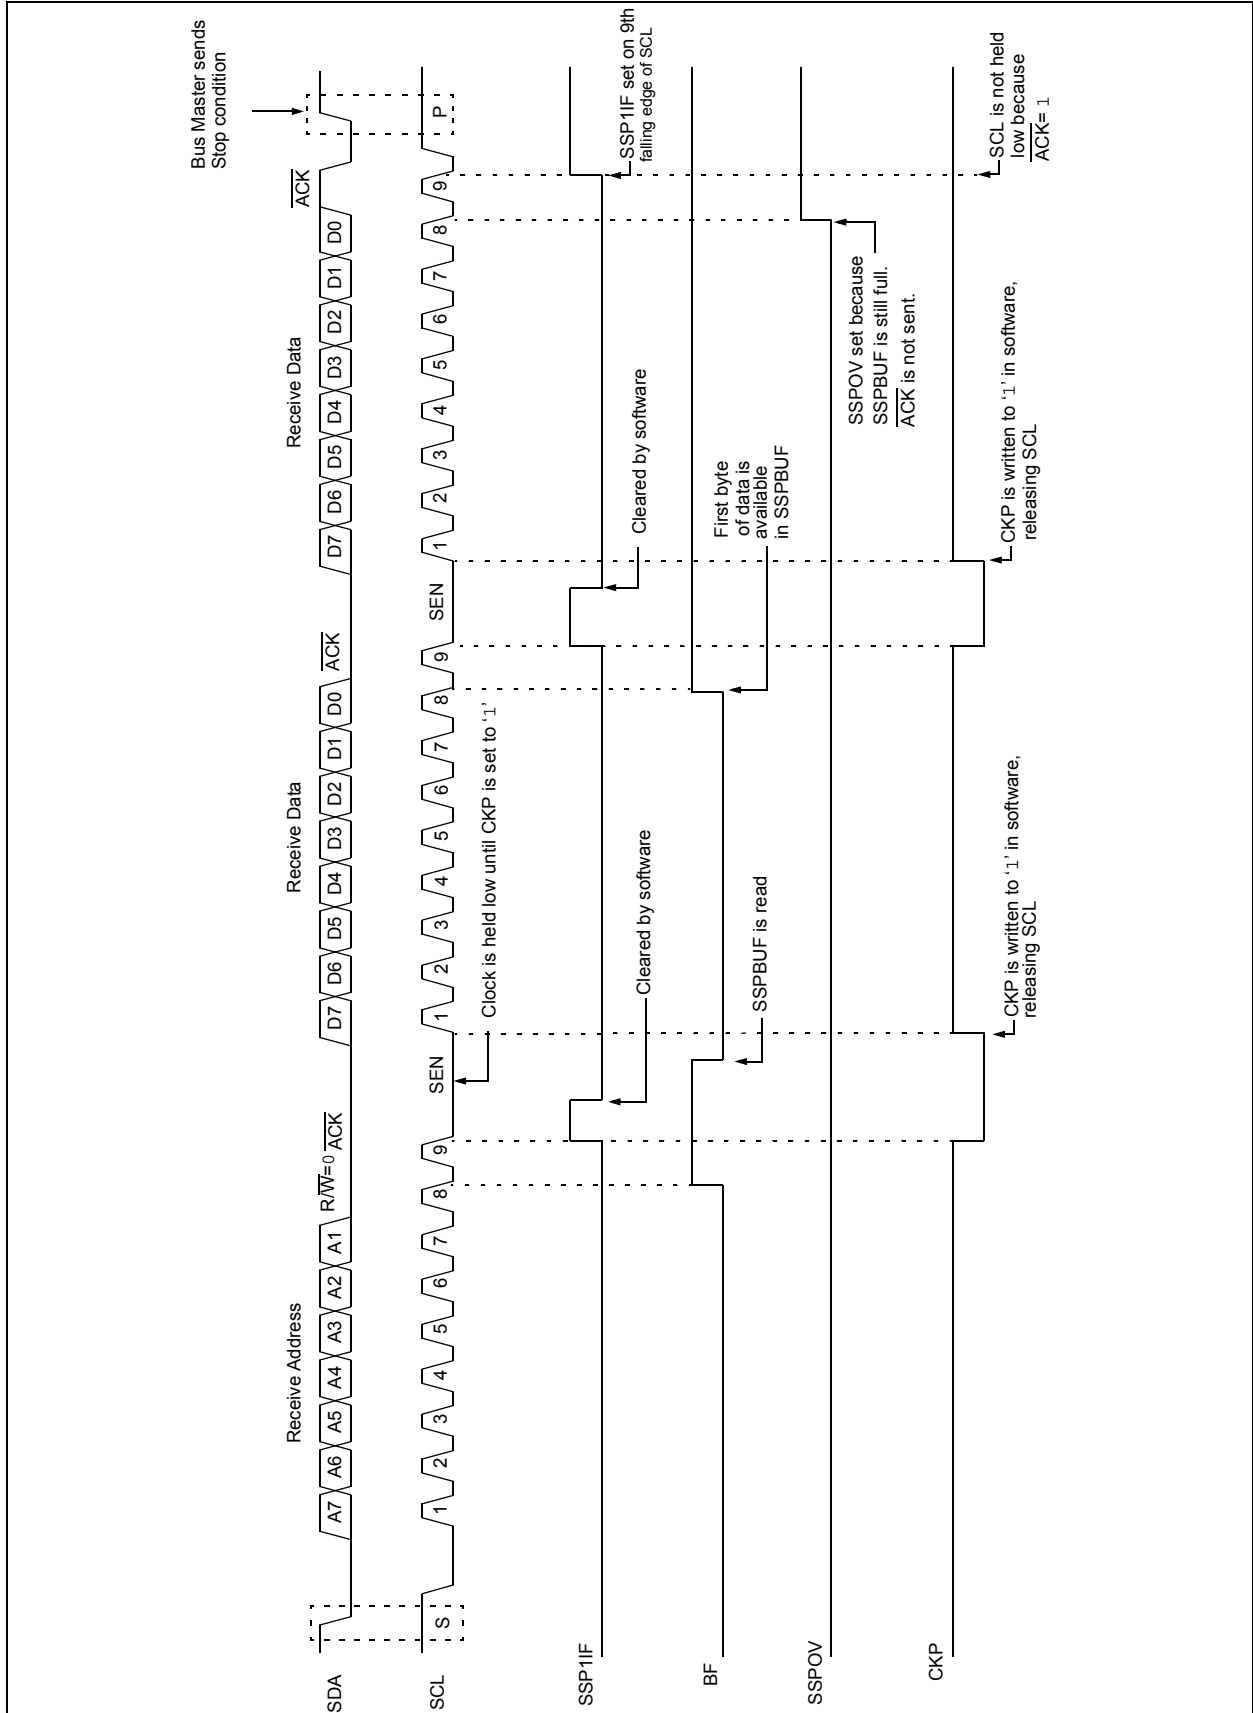 Bus Master sends
Stop condition
Receive Address
Receive Data
Receive Data
SDA
A7 A6 A5 A4 A3 A2 A1 R/W=0 ACK D7 D6 D5 D4 D3 D2 D1 D0 ACK D7 D6 D5 D4 D3 D2 D1 D0 ACK
SCL
S 1 2 3 4 5 6 7 8 9 SEN 1 2 3 4 5 6 7 8 9 SEN 1 2 3 4 5 6 7 8 9 P
Clock is held low until CKP is set to ‘1’
SSP1IF
Cleared by software
Cleared by software
SSP1IF set on 9th
falling edge of SCL
BF
SSPBUF is read
First byte
of data is
available
in SSPBUF
SSPOV
SSPOV set because
SSPBUF is still full.
ACK is not sent.
CKP
CKP is written to ‘1’ in software,
releasing SCL
CKP is written to ‘1’ in software,
releasing SCL
SCL is not held
low because
ACK= 1